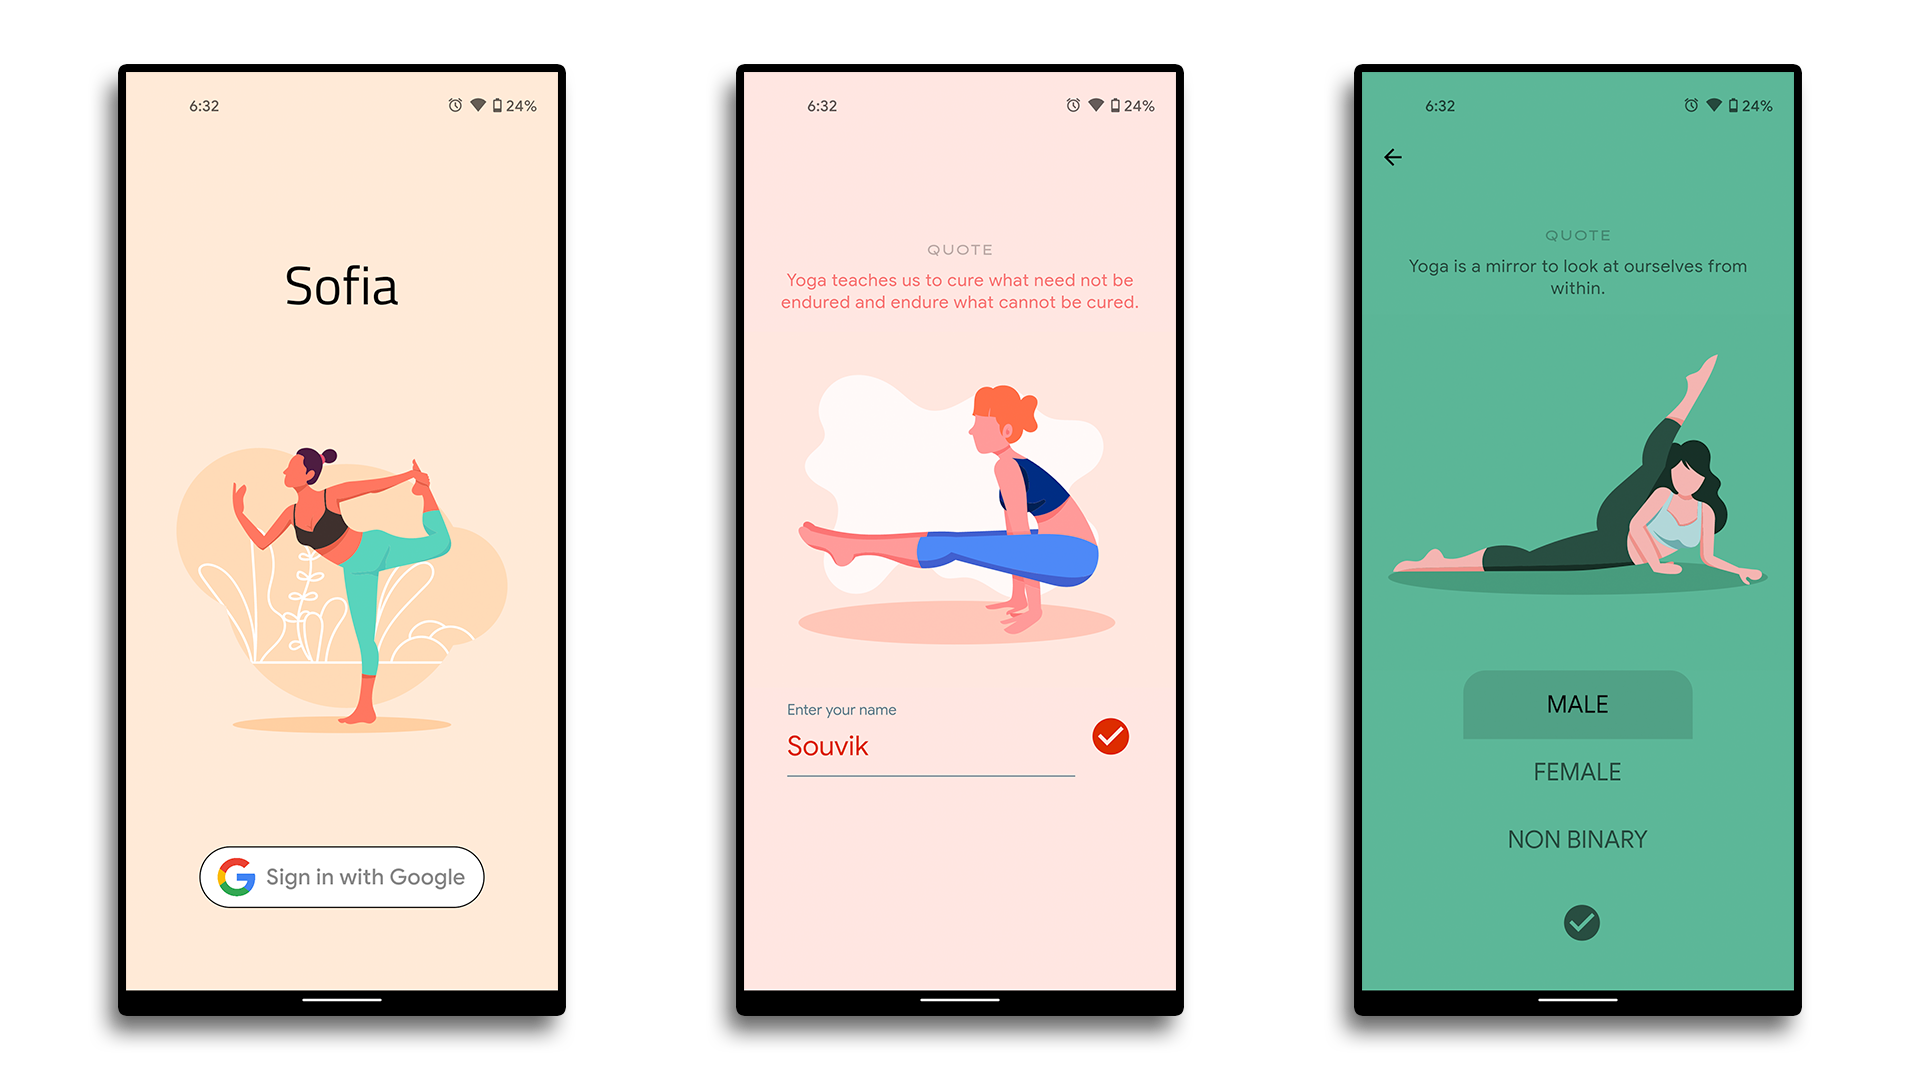 6:32
24%
Sofia
Sign in with Google
6:32
24%
QUOTE
Yoga teaches us to cure what need not be
endured and endure what cannot be cured.
Enter your name
Souvik
6:32
24%
QUOTE
Yoga is a mirror to look at ourselves from
within.
MALE
FEMALE
NON BINARY